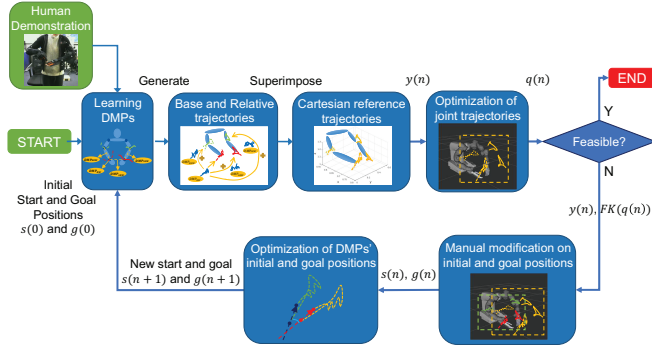 Human
Demonstration
START
Initial
Start and Goal
Positions
s(0) and g(0)
Learning
DMPs
Generate
Base and Relative
trajectories
Superimpose
Cartesian reference
trajectories
y(n)
Optimization of
joint trajectories
q(n)
Feasible?
Y
END
N
y(n), FK(q(n))
Manual modification on
initial and goal positions
s(n), g(n)
Optimization of DMPs'
initial and goal positions
New start and goal
s(n + 1) and g(n + 1)